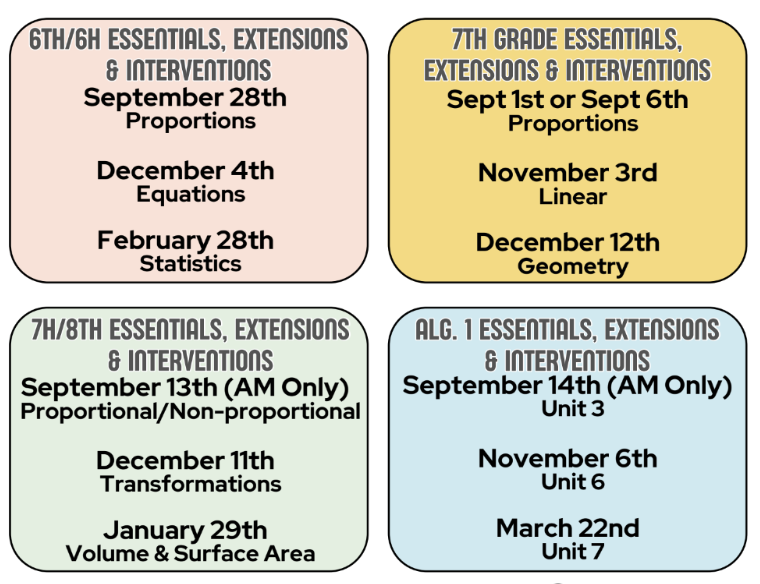 6TH/6H ESSENTIALS, EXTENSIONS
& INTERVENTIONS
September 28th
Proportions
December 4th
Equations
February 28th
Statistics
7TH GRADE ESSENTIALS,
EXTENSIONS & INTERVENTIONS
Sept 1st or Sept 6th
Proportions
November 3rd
Linear
December 12th
Geometry
7H/8TH ESSENTIALS, EXTENSIONS
& INTERVENTIONS
September 13th (AM Only)
Proportional/Non-proportional
December 11th
Transformations
January 29th
Volume & Surface Area
ALG. 1 ESSENTIALS, EXTENSIONS
& INTERVENTIONS
September 14th (AM Only)
Unit 3
November 6th
Unit 6
March 22nd
Unit 7